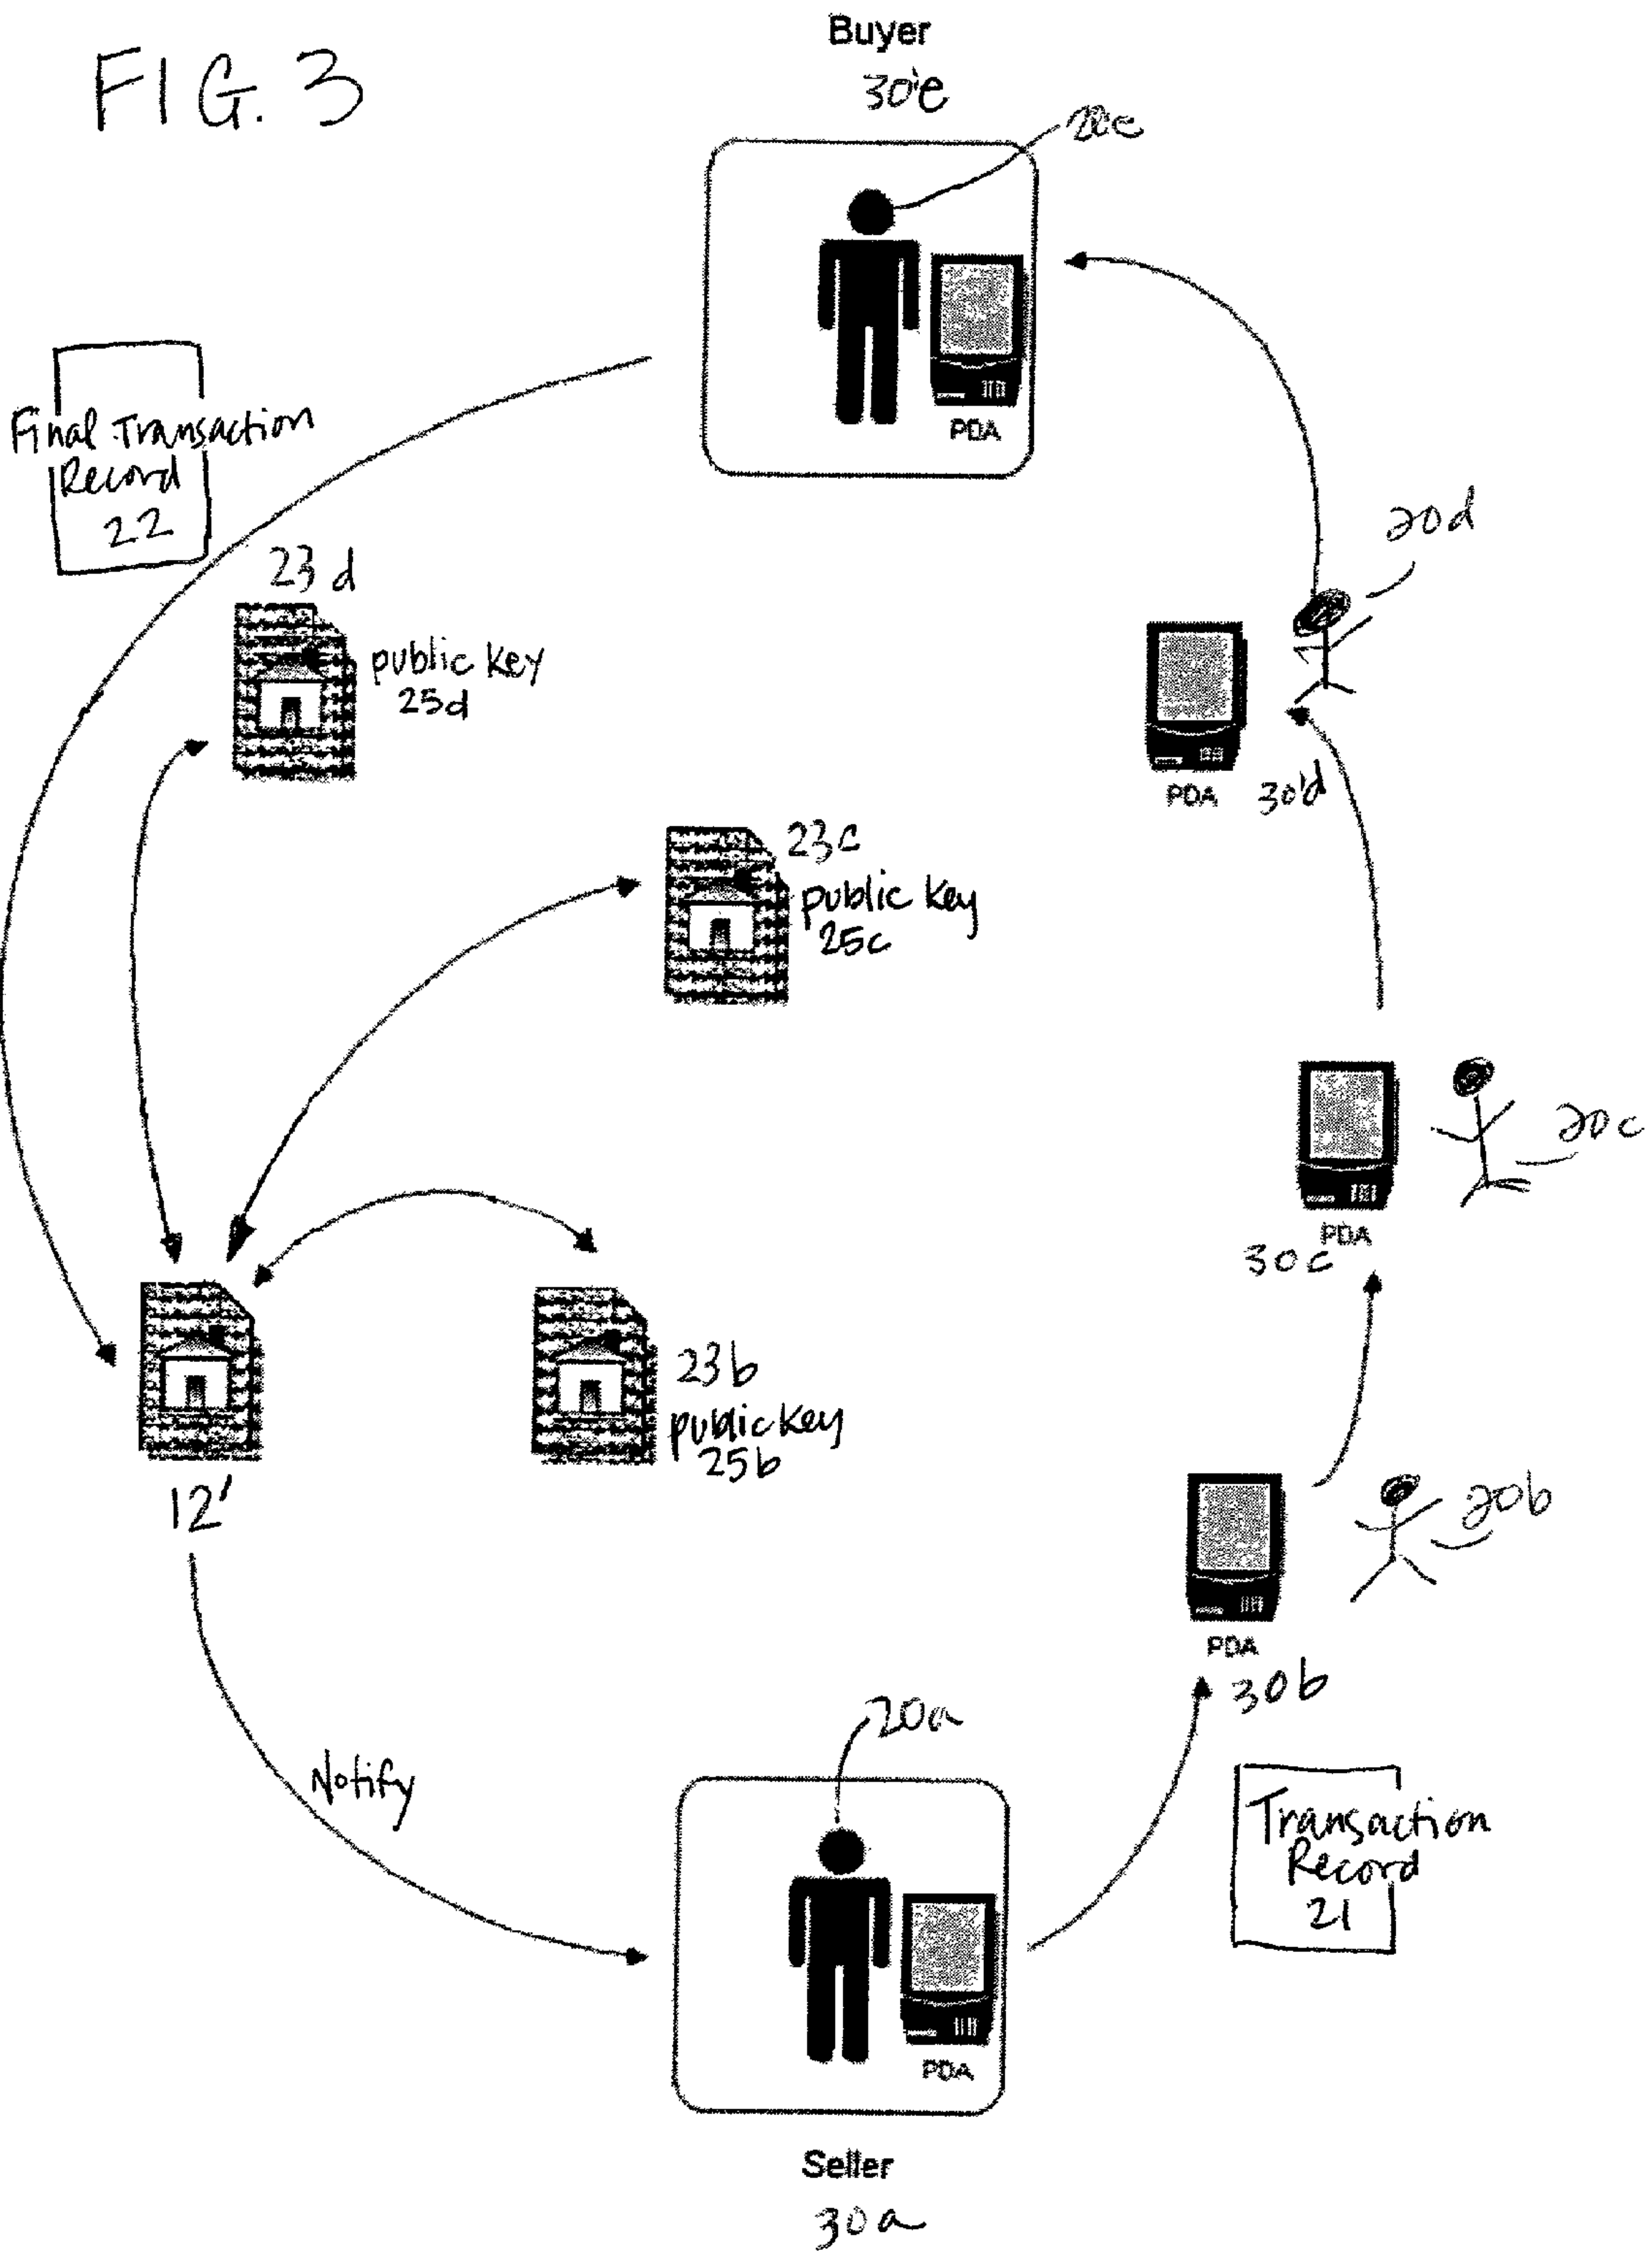 FIG. 3
Buyer
30'e
Final Transaction
Record
22
20d
23d
public key
25d
PDA
PDA
30'd
23c
public key
25c
20c
PDA
30c
23b
public key
25b
12'
20b
PDA
30b
20a
Notify
Transaction
Record
21
PDA
Seller
30a